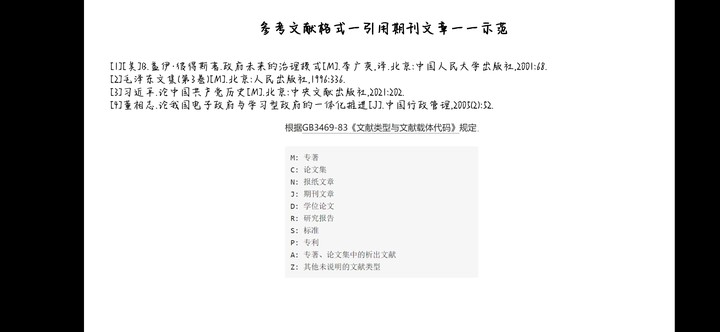 参考文献格式—引用期刊文章——示范
[1][美]B.盖伊·彼得斯著.政府未来的治理模式[M].李广爽,译.北京:中国人民大学出版社,2001:68.
[2]毛泽东文集(第3卷)[M].北京:人民出版社,1996:336.
[3]习近平.论中国共产党历史[M].北京:中央文献出版社,2021:202.
[4]董相志.论我国电子政府与学习型政府的一体化推进[J].中国行政管理,2005(2):52.
根据GB3469-83《文献类型与文献载体代码》规定
M: 专著
C: 论文集
N: 报纸文章
J: 期刊文章
D: 学位论文
R: 研究报告
S: 标准
P: 专利
A: 专著、论文集中的析出文献
Z: 其他未说明的文献类型